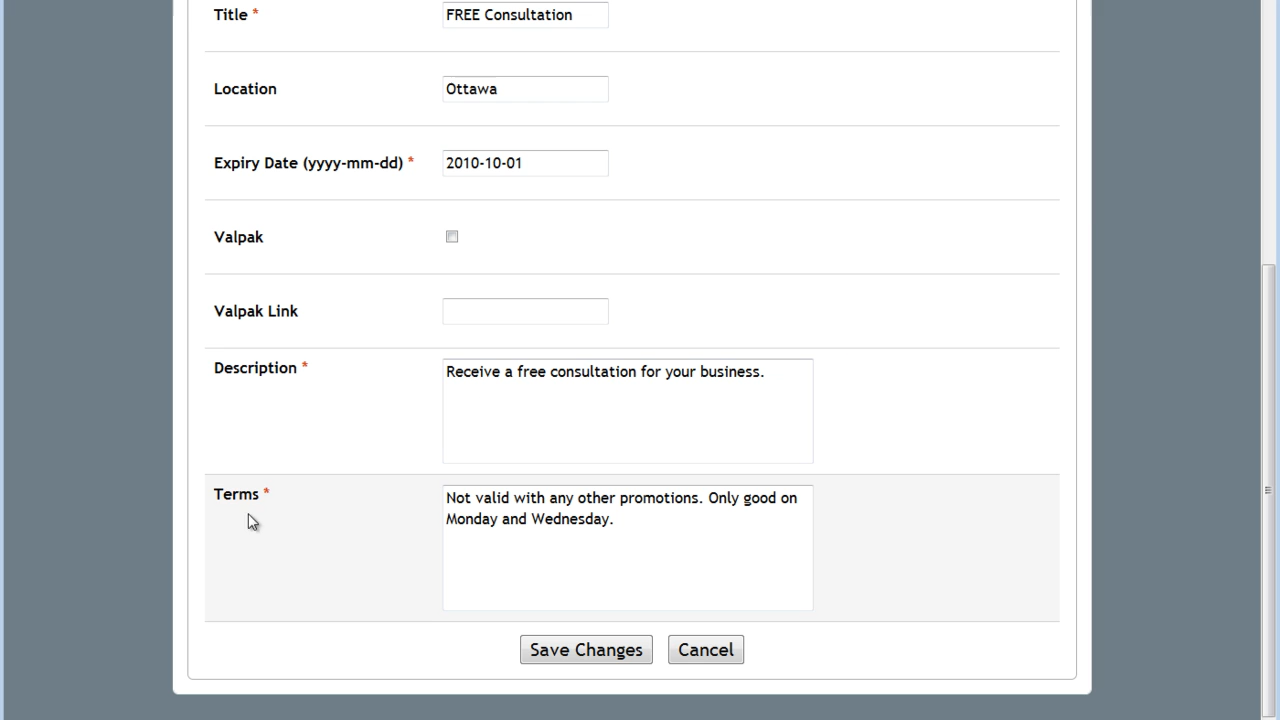 Title * FREE Consultation
Location Ottawa
Expiry Date (yyyy-mm-dd) * 2010-10-01
Valpak
Valpak Link
Description * Receive a free consultation for your business.
Terms * Not valid with any other promotions. Only good on
Monday and Wednesday.
Save Changes Cancel